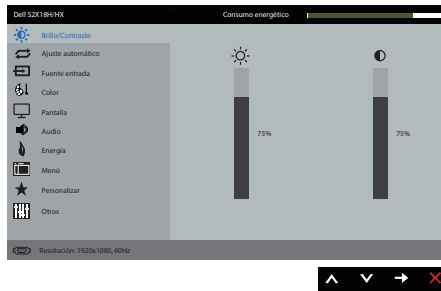 Dell S2X18H/HX
Consumo energético
Brillo/Contraste
Ajuste automático
Fuente entrada
Color
Pantalla
Audio
Energía
Menú
Personalizar
Otros
75%
75%
Resolución: 1920x1080, 60Hz